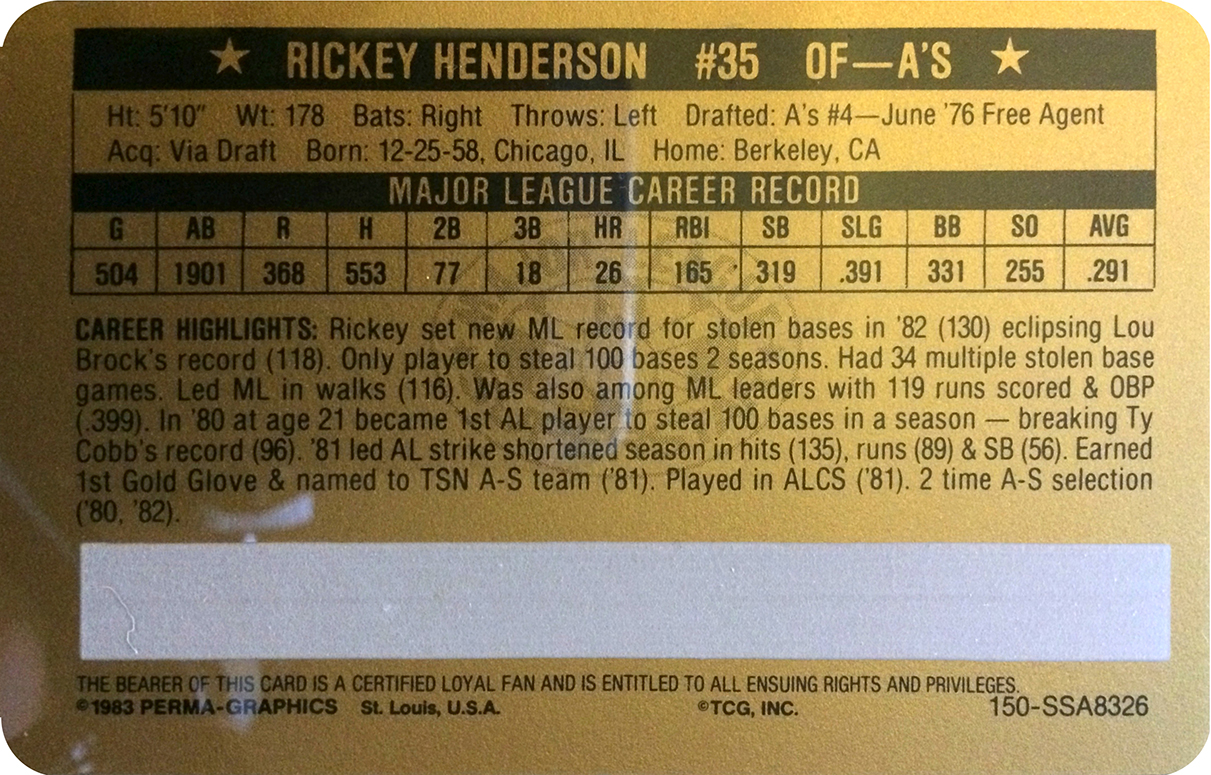 ★ RICKEY HENDERSON #35 OF—A'S ★
Ht: 5'10" Wt: 178 Bats: Right Throws: Left Drafted: A's #4—June '76 Free Agent
Acq: Via Draft Born: 12-25-58, Chicago, IL Home: Berkeley, CA
MAJOR LEAGUE CAREER RECORD
G AB R H 2B 3B HR RBI SB SLG BB SO AVG
504 1901 368 553 77 18 26 165 319 .391 331 255 .291
CAREER HIGHLIGHTS: Rickey set new ML record for stolen bases in '82 (130) eclipsing Lou
Brock's record (118). Only player to steal 100 bases 2 seasons. Had 34 multiple stolen base
games. Led ML in walks (116). Was also among ML leaders with 119 runs scored & OBP
(.399). In '80 at age 21 became 1st AL player to steal 100 bases in a season — breaking Ty
Cobb's record (96). '81 led AL strike shortened season in hits (135), runs (89) & SB (56). Earned
1st Gold Glove & named to TSN A-S team ('81). Played in ALCS ('81). 2 time A-S selection
('80, '82).
THE BEARER OF THIS CARD IS A CERTIFIED LOYAL FAN AND IS ENTITLED TO ALL ENSUING RIGHTS AND PRIVILEGES.
©1983 PERMA-GRAPHICS St. Louis, U.S.A. ©TCG, INC. 150-SSA8326